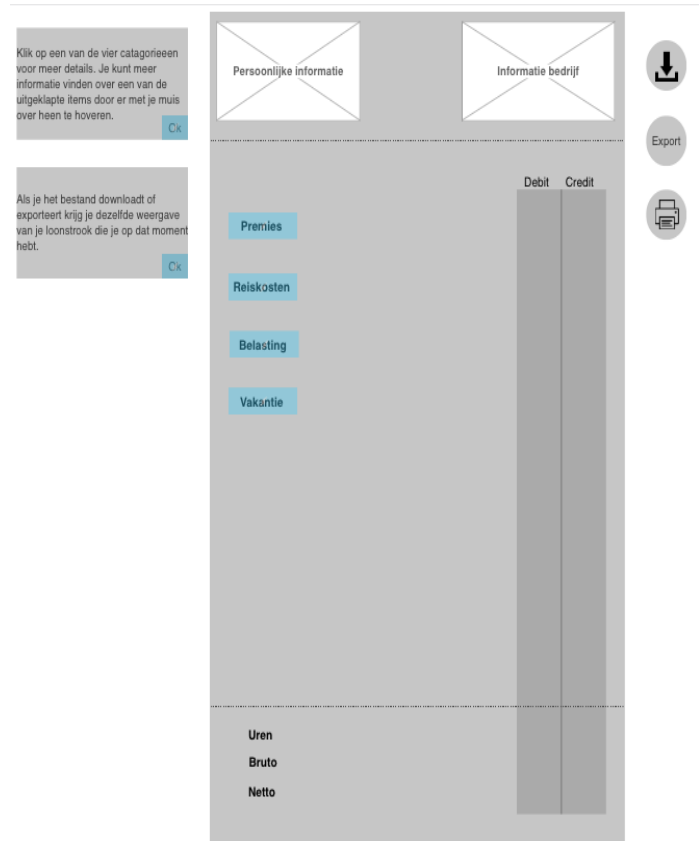 Klik op een van de vier catagorieeen
voor meer details. Je kunt meer
informatie vinden over een van de
uitgeklapte items door er met je muis
over heen te hoveren.
Ok
Als je het bestand downloadt of
exporteert krijg je dezelfde weergave
van je loonstrook die je op dat moment
hebt.
Ok
Persoonlijke informatie
Informatie bedrijf
Debit Credit
Premies
Reiskosten
Belasting
Vakantie
Uren
Bruto
Netto
Export